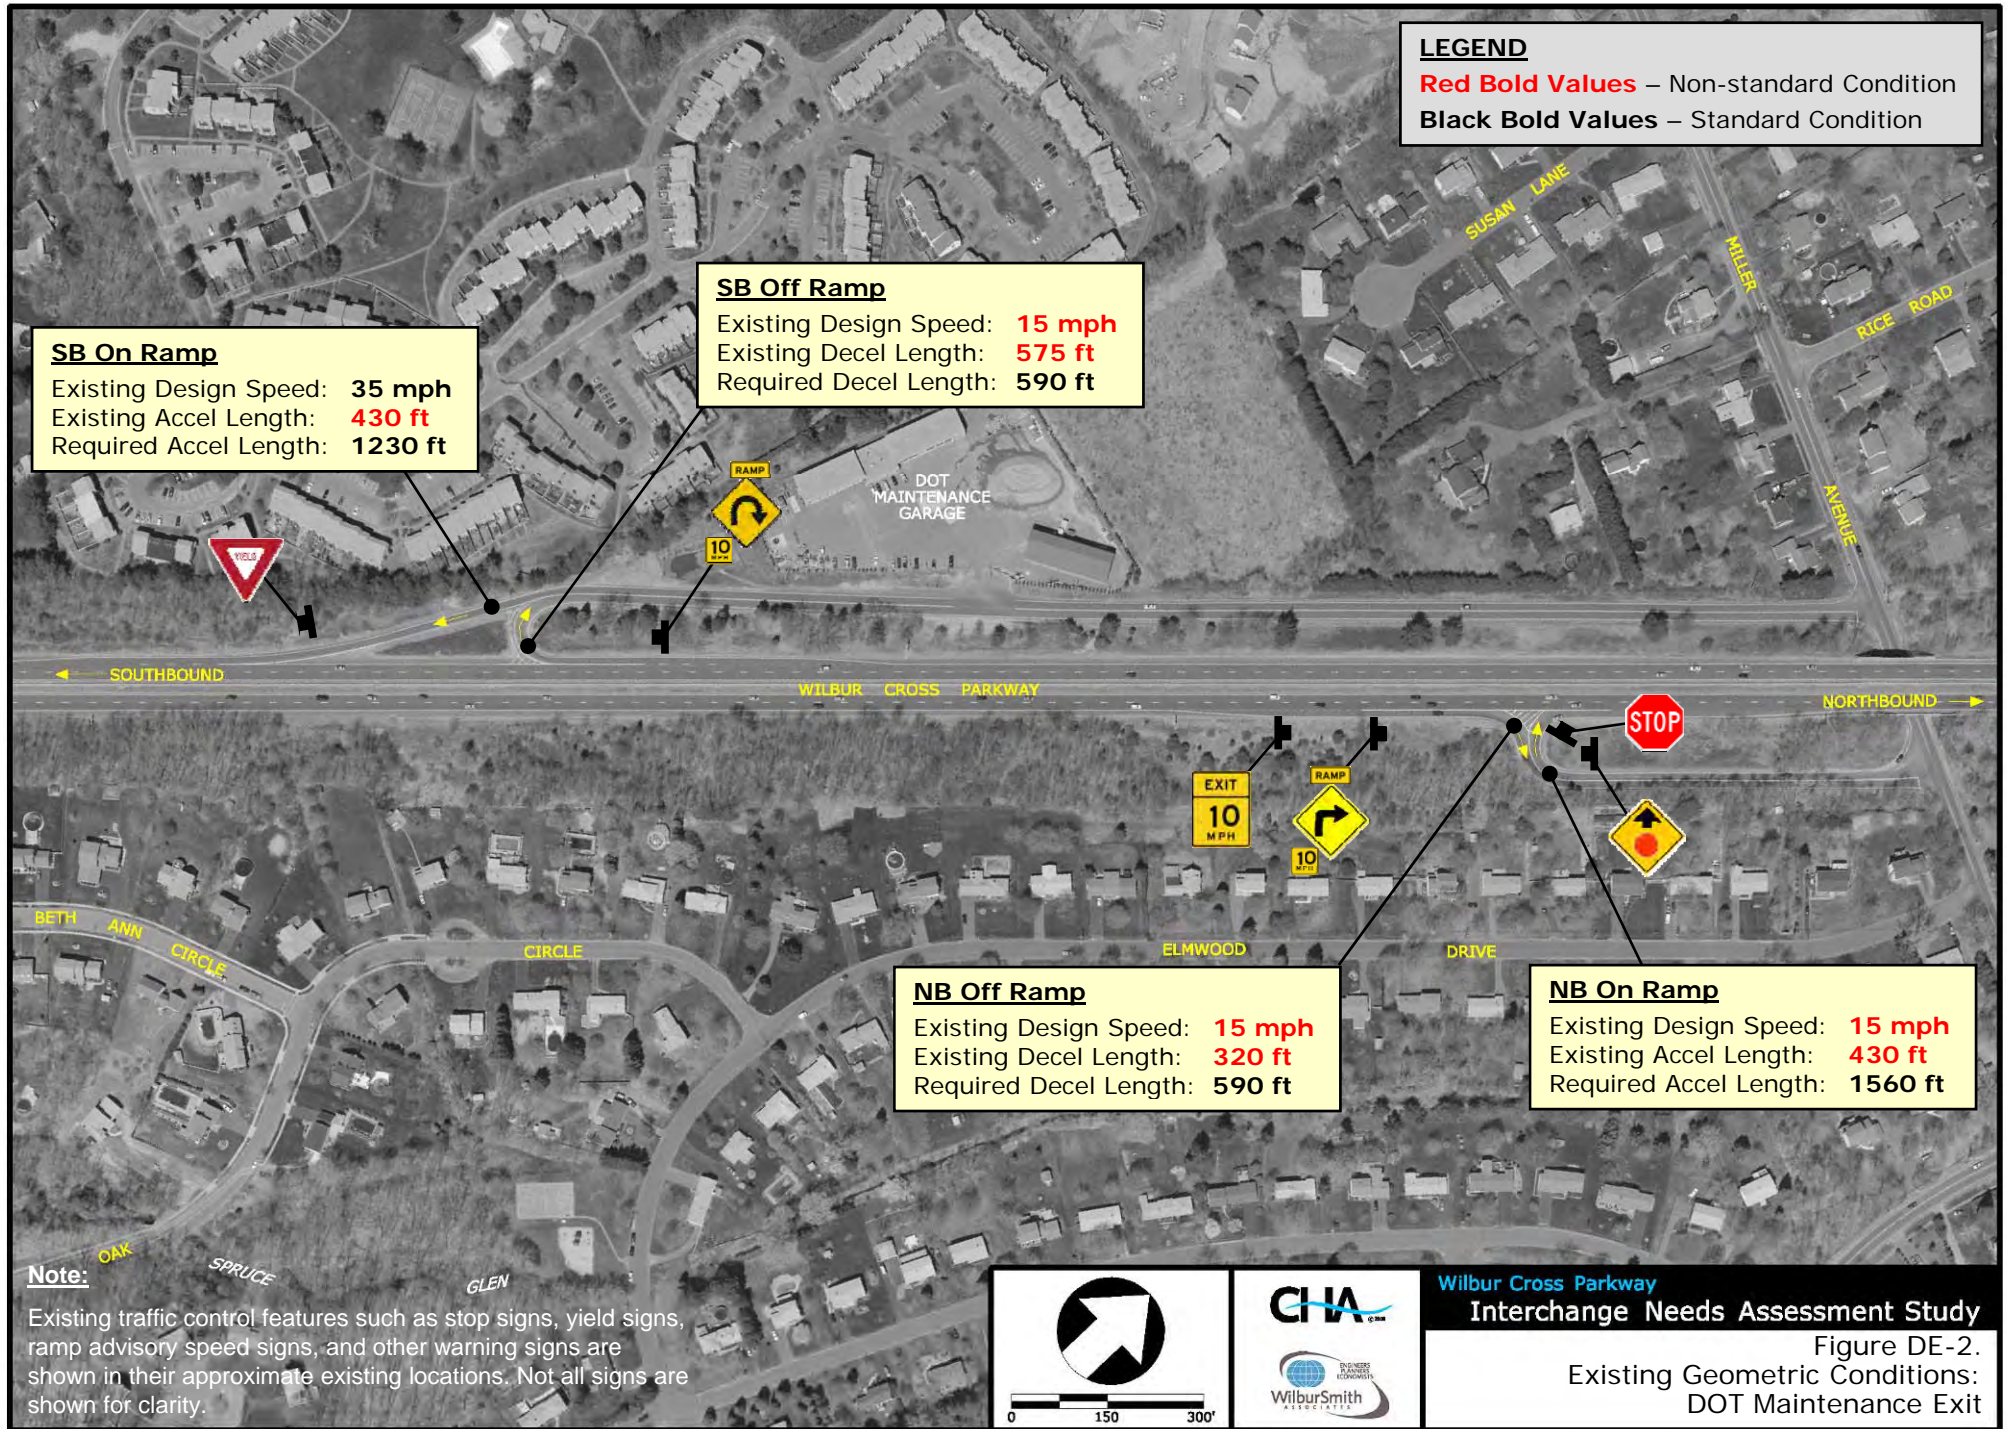 LEGEND
Red Bold Values – Non-standard Condition
Black Bold Values – Standard Condition
SUSAN LANE
MILLER
RICE ROAD
AVENUE
SB Off Ramp
Existing Design Speed: 15 mph
Existing Decel Length: 575 ft
Required Decel Length: 590 ft
SB On Ramp
Existing Design Speed: 35 mph
Existing Accel Length: 430 ft
Required Accel Length: 1230 ft
RAMP
10
MPH
DOT
MAINTENANCE
GARAGE
YIELD
SOUTHBOUND
WILBUR CROSS PARKWAY
NORTHBOUND
STOP
EXIT
10
MPH
RAMP
10
MPH
BETH ANN CIRCLE
CIRCLE
ELMWOOD DRIVE
NB Off Ramp
Existing Design Speed: 15 mph
Existing Decel Length: 320 ft
Required Decel Length: 590 ft
NB On Ramp
Existing Design Speed: 15 mph
Existing Accel Length: 430 ft
Required Accel Length: 1560 ft
OAK
SPRUCE
GLEN
Note:
Existing traffic control features such as stop signs, yield signs,
ramp advisory speed signs, and other warning signs are
shown in their approximate existing locations. Not all signs are
shown for clarity.
0 150 300'
CHA
ENGINEERS
PLANNERS
ECONOMISTS
WilburSmith
ASSOCIATES
Wilbur Cross Parkway
Interchange Needs Assessment Study
Figure DE-2.
Existing Geometric Conditions:
DOT Maintenance Exit